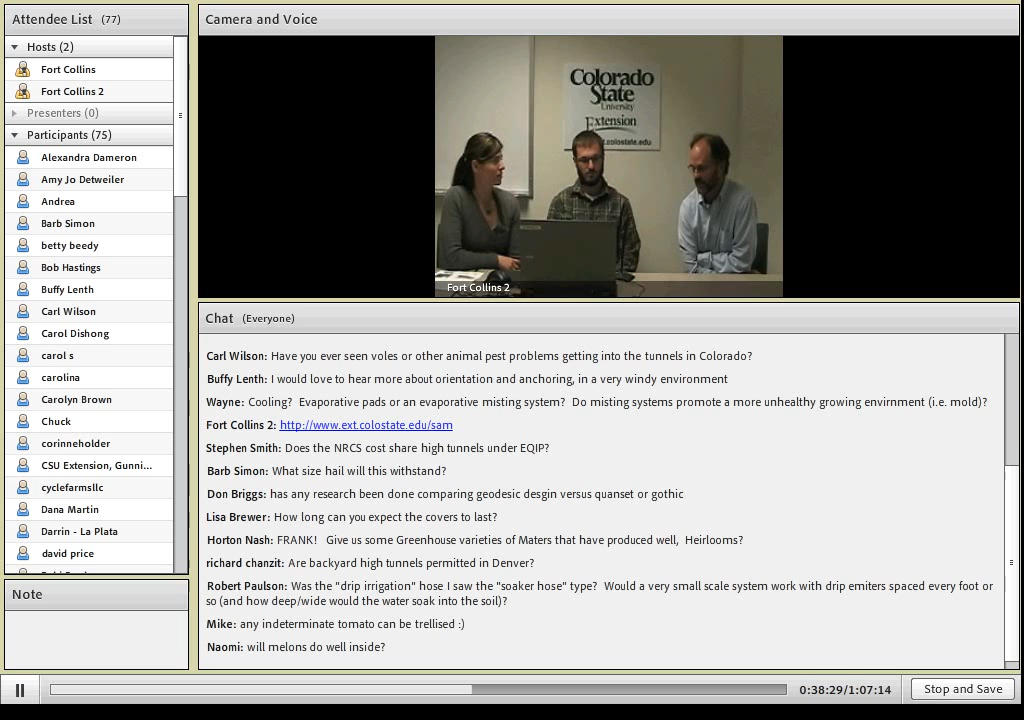 Attendee List (77)
Hosts (2)
Fort Collins
Fort Collins 2
Presenters (0)
Participants (75)
Alexandra Dameron
Amy Jo Detweiler
Andrea
Barb Simon
betty beedy
Bob Hastings
Buffy Lenth
Carl Wilson
Carol Dishong
carol s
carolina
Carolyn Brown
Chuck
corinneholder
CSU Extension, Gunni...
cyclefarmsllc
Dana Martin
Darrin - La Plata
david price
Note
Camera and Voice
Colorado
State
University
Extension
t.colostate.edu
Fort Collins 2
Chat (Everyone)
Carl Wilson: Have you ever seen voles or other animal pest problems getting into the tunnels in Colorado?
Buffy Lenth: I would love to hear more about orientation and anchoring, in a very windy environment
Wayne: Cooling? Evaporative pads or an evaporative misting system? Do misting systems promote a more unhealthy growing envirnment (i.e. mold)?
Fort Collins 2: http://www.ext.colostate.edu/sam
Stephen Smith: Does the NRCS cost share high tunnels under EQIP?
Barb Simon: What size hail will this withstand?
Don Briggs: has any research been done comparing geodesic desgin versus quanset or gothic
Lisa Brewer: How long can you expect the covers to last?
Horton Nash: FRANK! Give us some Greenhouse varieties of Maters that have produced well, Heirlooms?
richard chanzit: Are backyard high tunnels permitted in Denver?
Robert Paulson: Was the "drip irrigation" hose I saw the "soaker hose" type? Would a very small scale system work with drip emiters spaced every foot or
so (and how deep/wide would the water soak into the soil)?
Mike: any indeterminate tomato can be trellised :)
Naomi: will melons do well inside?
0:38:29/1:07:14
Stop and Save